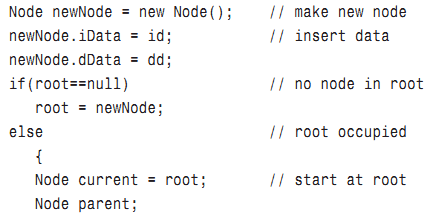 Node newNode = new Node();    // make new node
newNode.iData = id;           // insert data
newNode.dData = dd;
if(root==null)                // no node in root
   root = newNode;
else                          // root occupied
   {
   Node current = root;       // start at root
   Node parent;